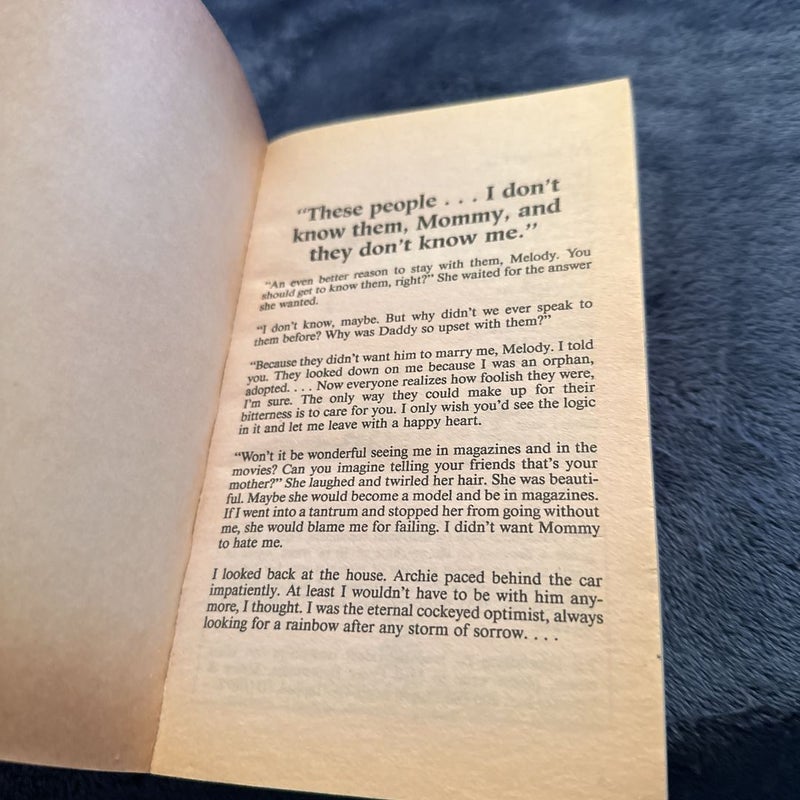 “These people . . . I don’t
know them, Mommy, and
they don’t know me.”
“An even better reason to stay with them, Melody. You
should get to know them, right?” She waited for the answer
she wanted.
“I don’t know, maybe. But why didn’t we ever speak to
them before? Why was Daddy so upset with them?”
“Because they didn’t want him to marry me, Melody. I told
you. They looked down on me because I was an orphan,
adopted. . . . Now everyone realizes how foolish they were,
I’m sure. The only way they could make up for their
bitterness is to care for you. I only wish you’d see the logic
in it and let me leave with a happy heart.
“Won’t it be wonderful seeing me in magazines and in the
movies? Can you imagine telling your friends that’s your
mother?” She laughed and twirled her hair. She was beauti-
ful. Maybe she would become a model and be in magazines.
If I went into a tantrum and stopped her from going without
me, she would blame me for failing. I didn’t want Mommy
to hate me.
I looked back at the house. Archie paced behind the car
impatiently. At least I wouldn’t have to be with him any-
more, I thought. I was the eternal cockeyed optimist, always
looking for a rainbow after any storm of sorrow. . . .